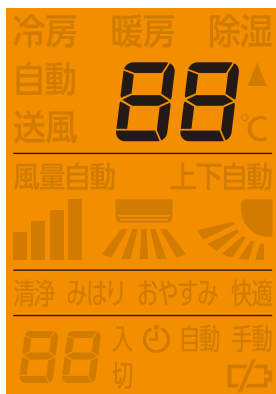 冷房 暖房 除湿
自動 88 ▲
送風 ℃
風量自動 上下自動
清浄 みはり おやすみ 快適
88 入 自動 手動
切